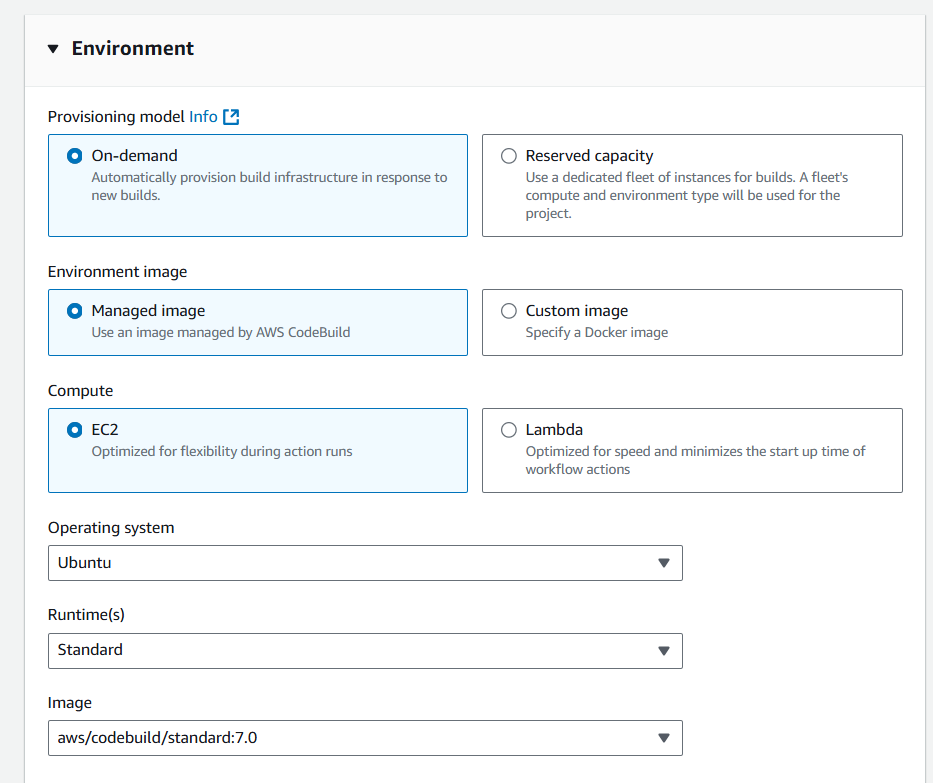 Environment
Provisioning model Info
On-demand
Automatically provision build infrastructure in response to
new builds.
Reserved capacity
Use a dedicated fleet of instances for builds. A fleet's
compute and environment type will be used for the
project.
Environment image
Managed image
Use an image managed by AWS CodeBuild
Custom image
Specify a Docker image
Compute
EC2
Optimized for flexibility during action runs
Lambda
Optimized for speed and minimizes the start up time of
workflow actions
Operating system
Ubuntu
Runtime(s)
Standard
Image
aws/codebuild/standard:7.0